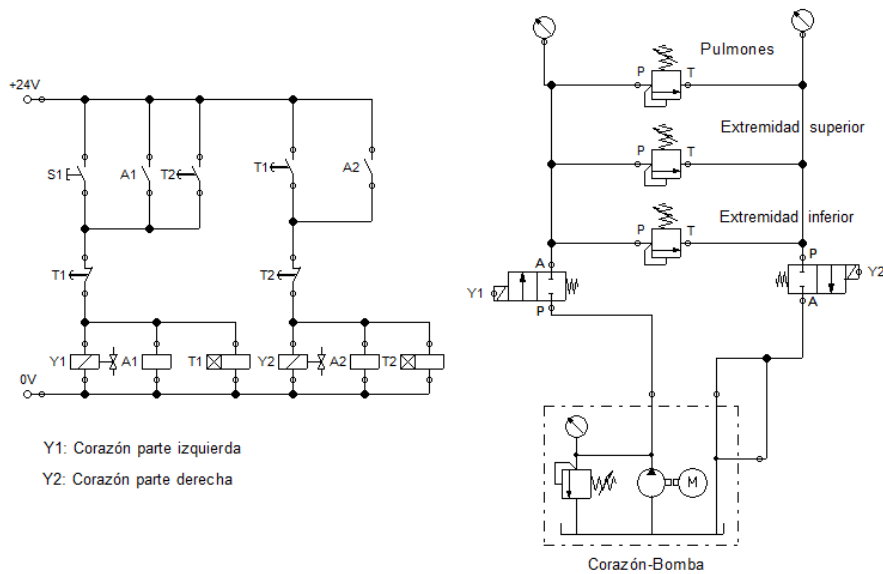 +24V
S1
A1
T2
T1
A2
T1
T2
Y1
A1
T1
Y2
A2
T2
0V
Y1: Corazón parte izquierda
Y2: Corazón parte derecha
Pulmones
P
T
Extremidad superior
P
T
Extremidad inferior
P
T
A
Y1
P
P
Y2
A
M
Corazón-Bomba